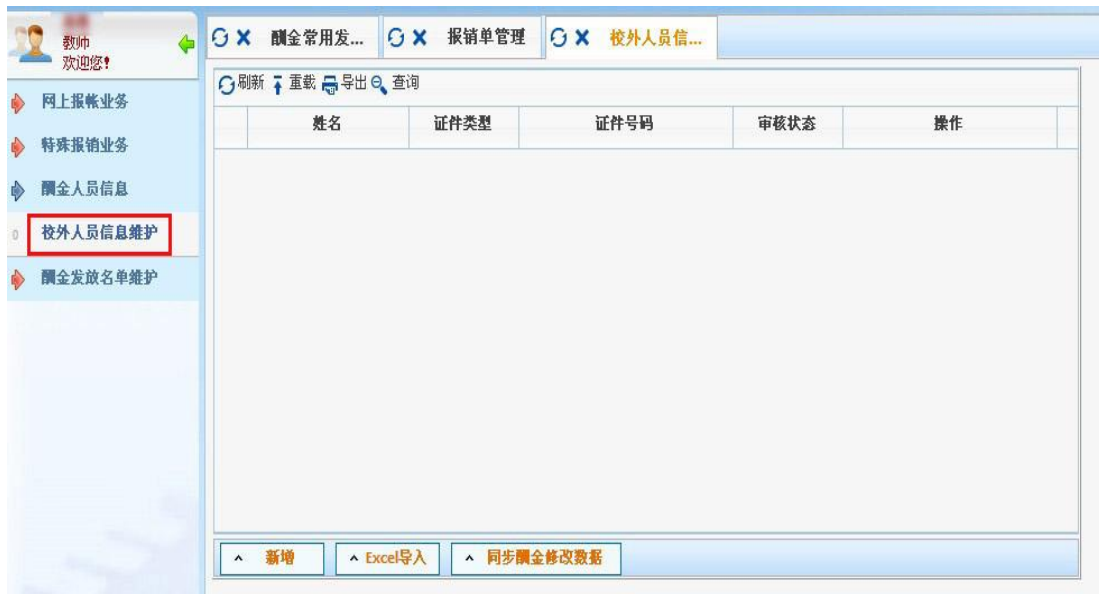 教师
欢迎您！
网上报帐业务
特殊报销业务
酬金人员信息
0 校外人员信息维护
酬金发放名单维护
酬金常用发... 报销单管理 校外人员信...
刷新 重载 导出 查询
姓名 证件类型 证件号码 审核状态 操作
新增 Excel导入 同步酬金修改数据